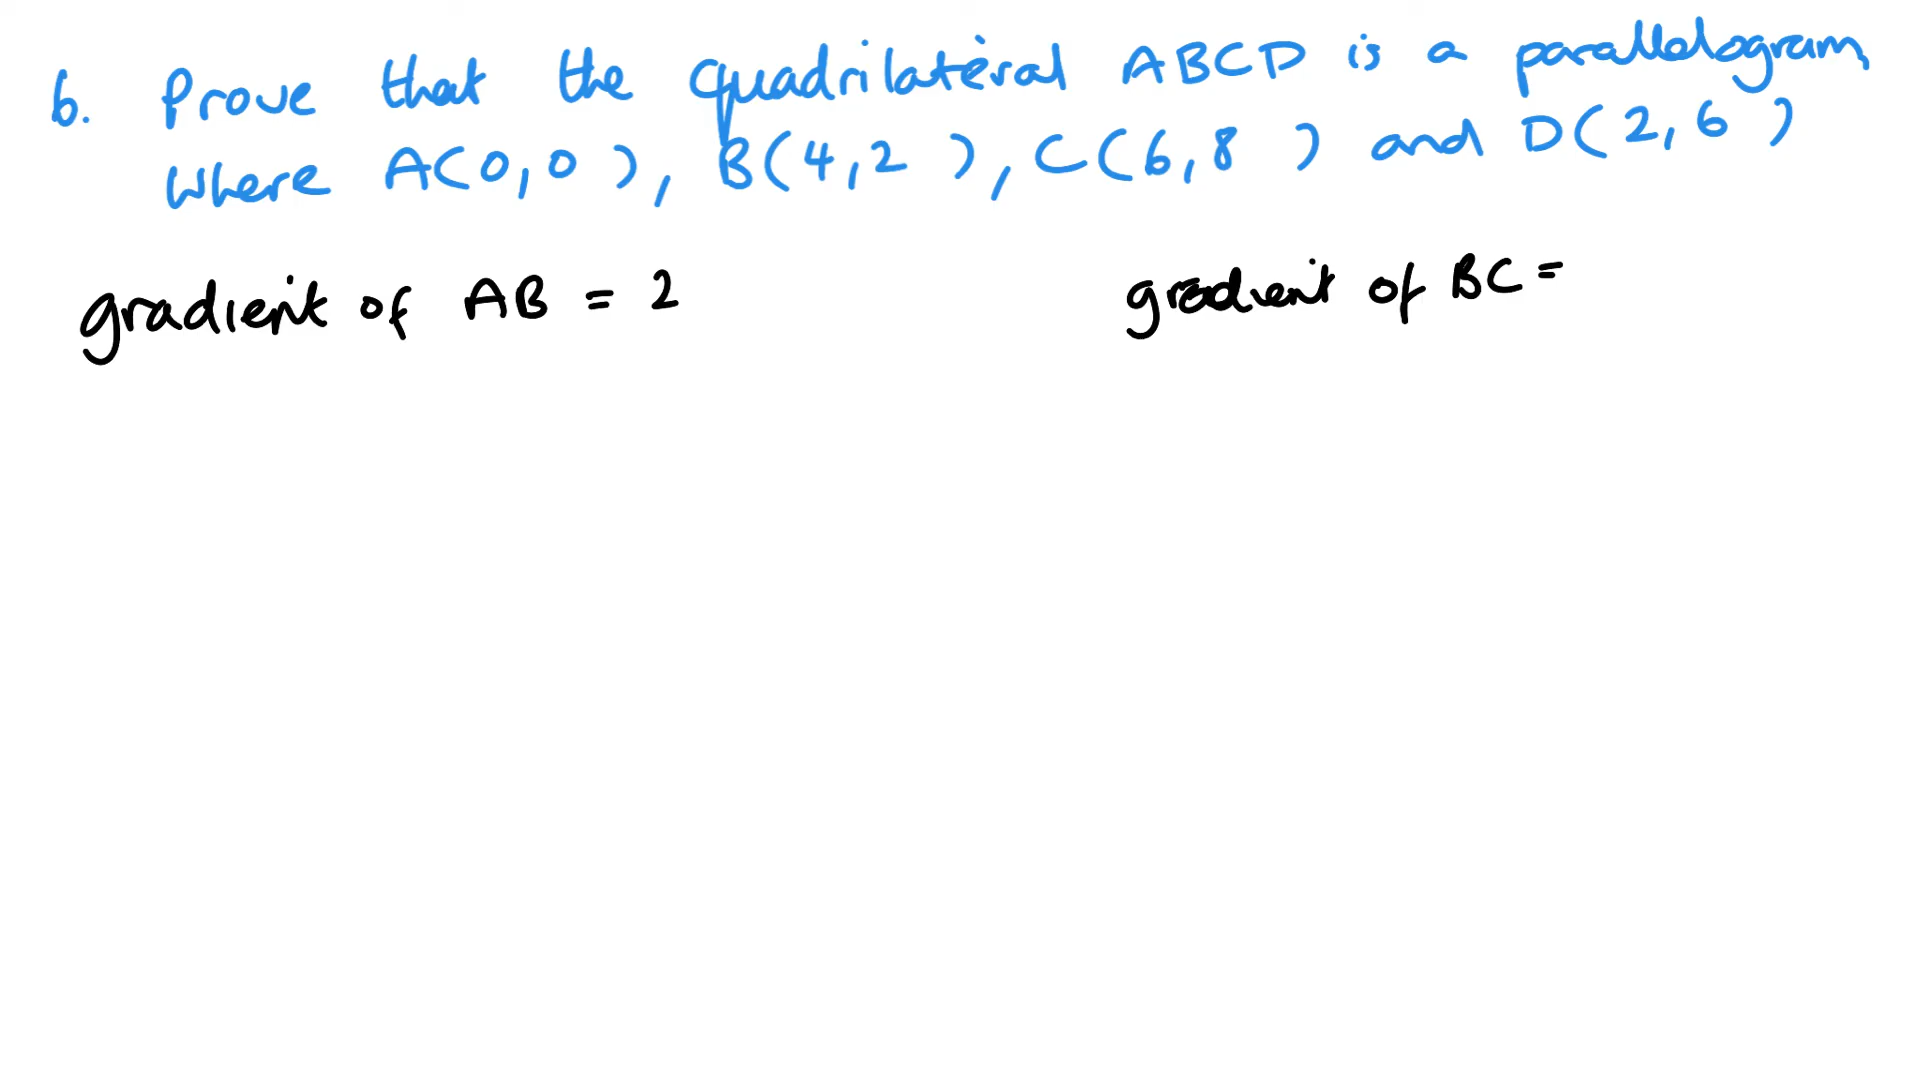 6. Prove that the quadrilateral ABCD is a parallelogram
where A(0,0), B(4,2), C(6,8) and D(2,6)
gradient of AB = 2
gradient of BC =